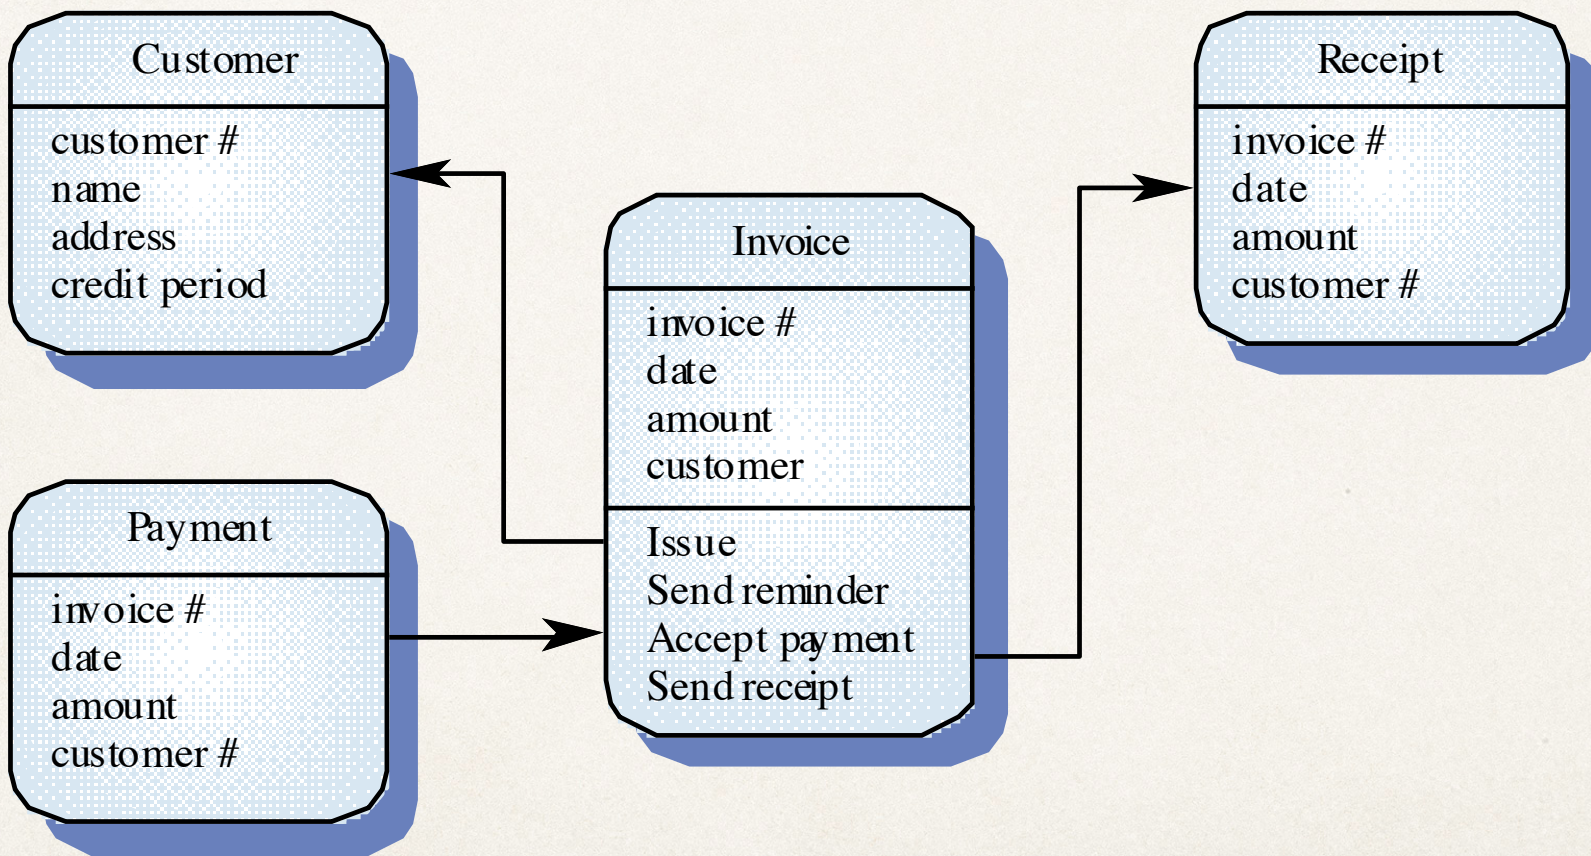 Customer
customer #
name
address
credit period
Payment
invoice #
date
amount
customer #
Invoice
invoice #
date
amount
customer
Issue
Send reminder
Accept payment
Send receipt
Receipt
invoice #
date
amount
customer #